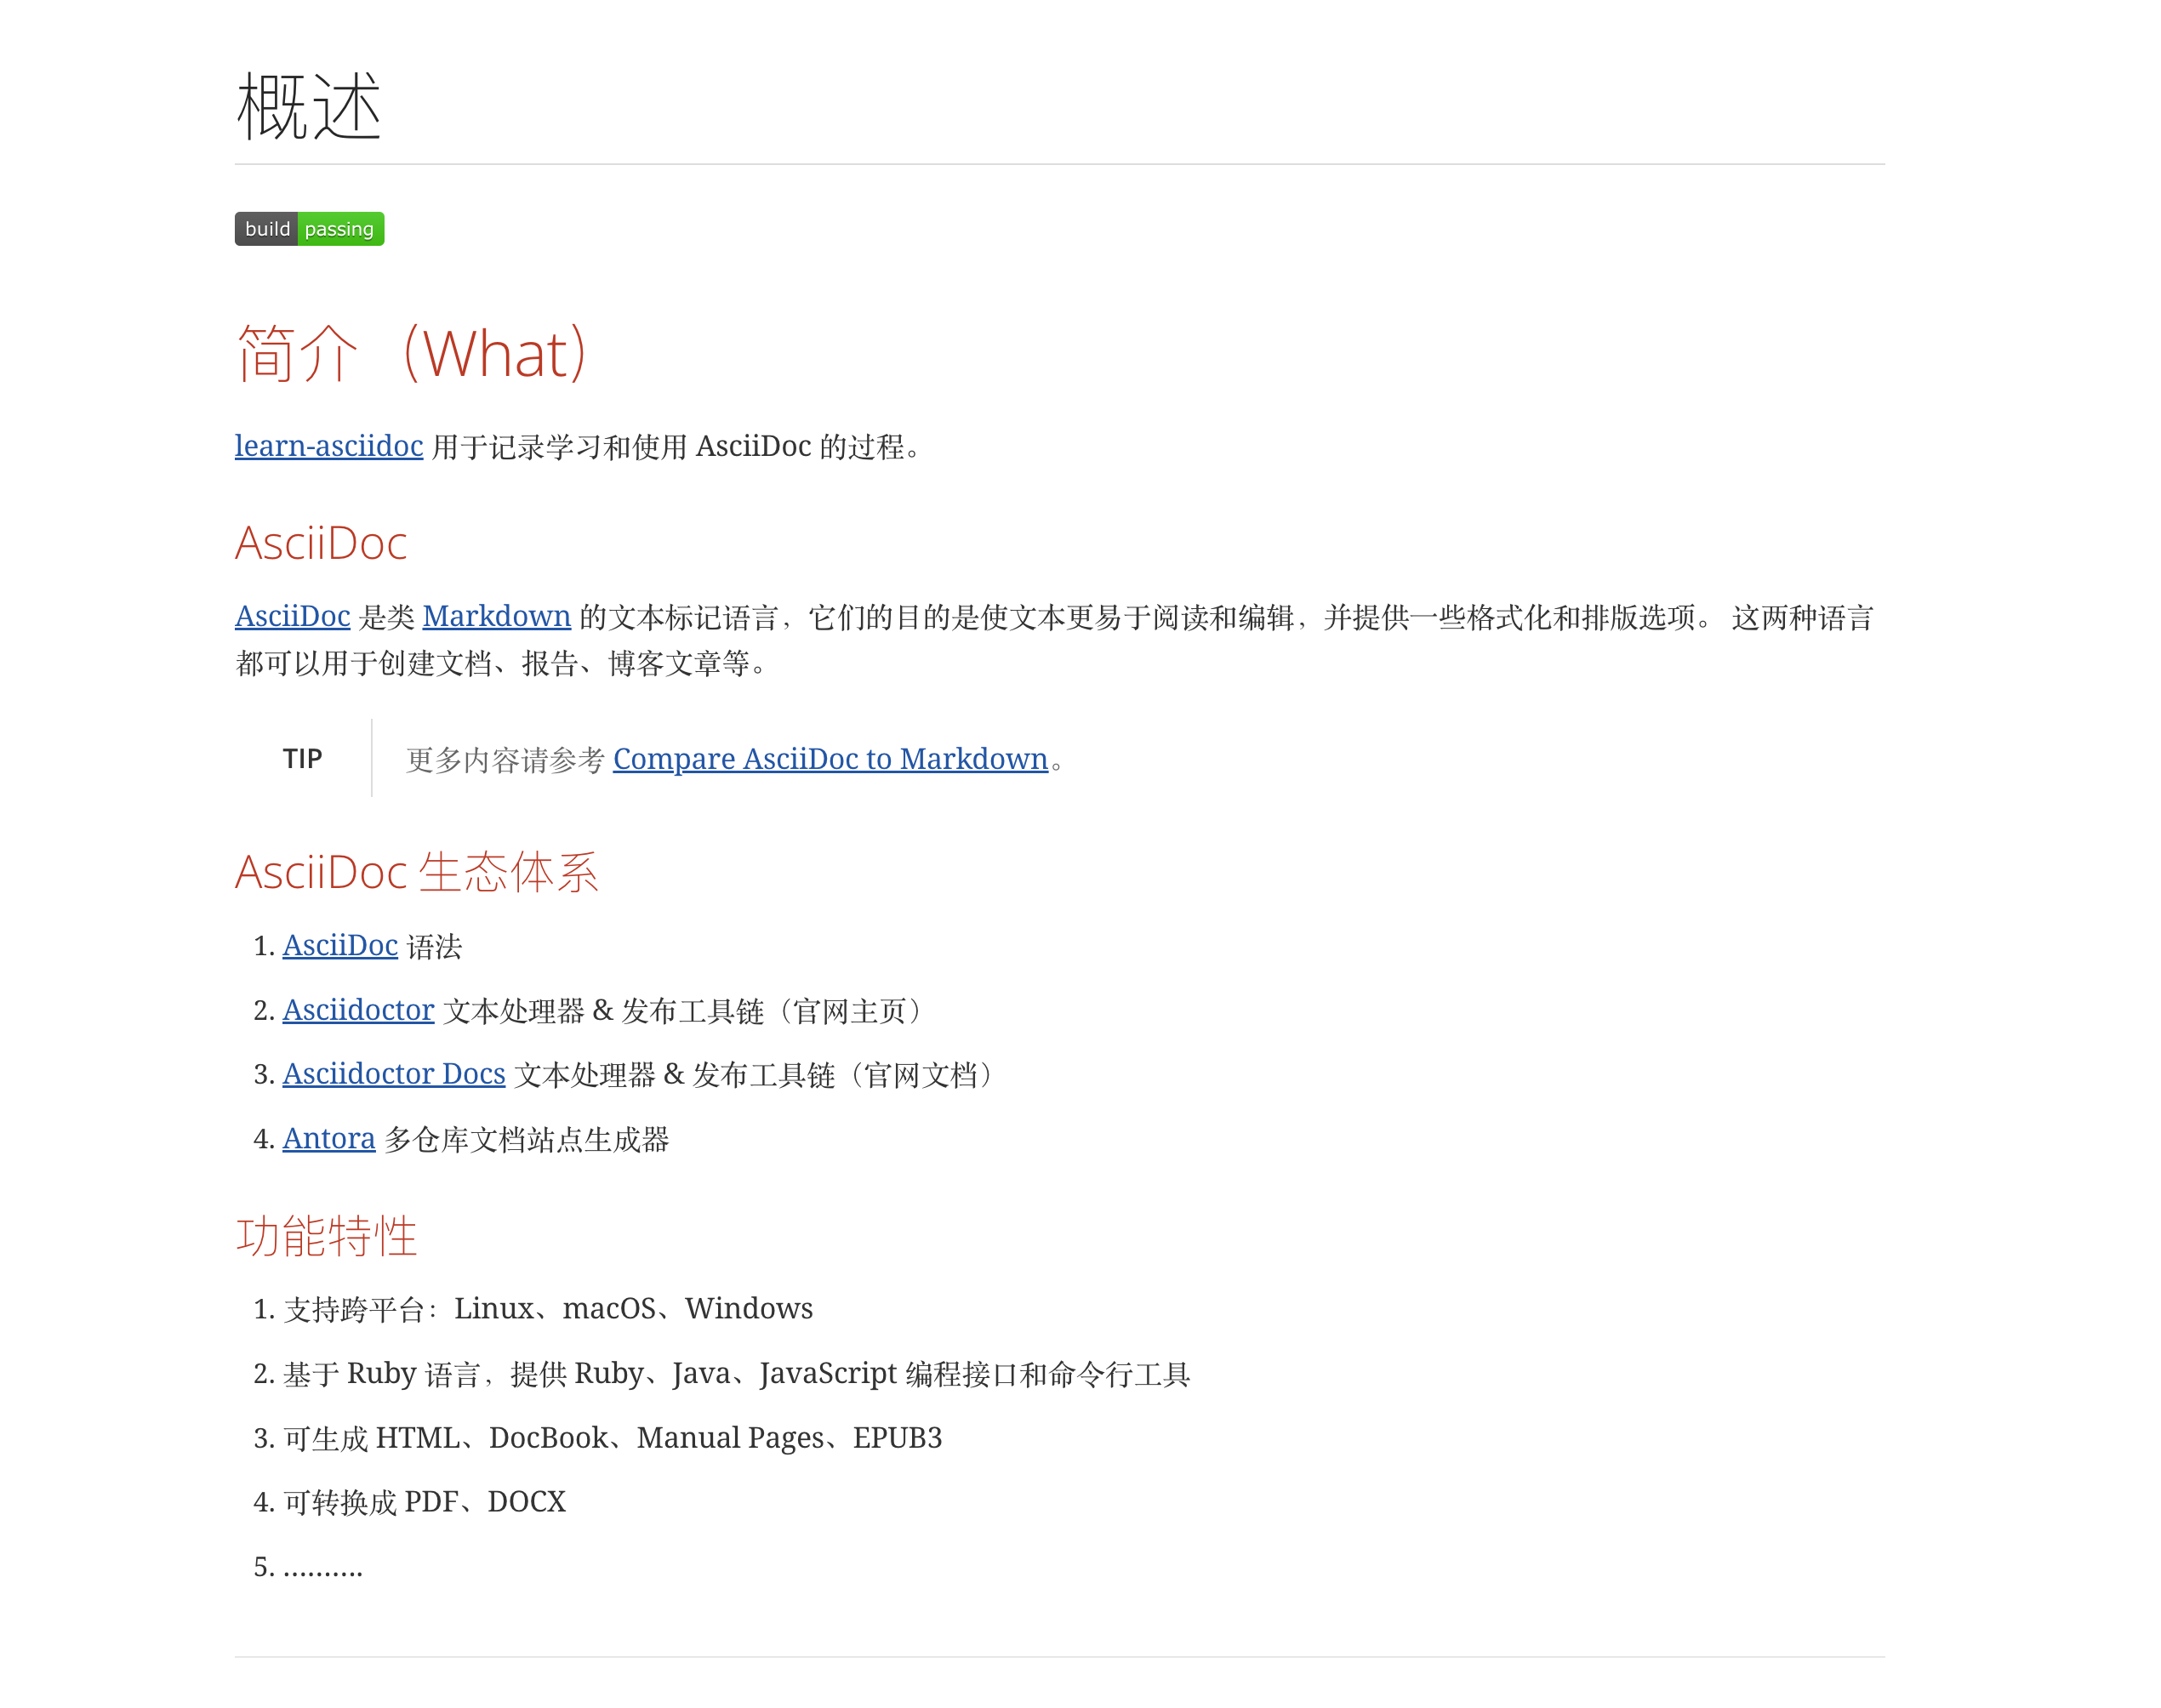 概述
build passing
简介（What）
learn-asciidoc 用于记录学习和使用 AsciiDoc 的过程。
AsciiDoc
AsciiDoc 是类 Markdown 的文本标记语言，它们的目的是使文本更易于阅读和编辑，并提供一些格式化和排版选项。 这两种语言
都可以用于创建文档、报告、博客文章等。
TIP 更多内容请参考 Compare AsciiDoc to Markdown。
AsciiDoc 生态体系
1. AsciiDoc 语法
2. Asciidoctor 文本处理器 & 发布工具链（官网主页）
3. Asciidoctor Docs 文本处理器 & 发布工具链（官网文档）
4. Antora 多仓库文档站点生成器
功能特性
1. 支持跨平台：Linux、macOS、Windows
2. 基于 Ruby 语言，提供 Ruby、Java、JavaScript 编程接口和命令行工具
3. 可生成 HTML、DocBook、Manual Pages、EPUB3
4. 可转换成 PDF、DOCX
5. ……….